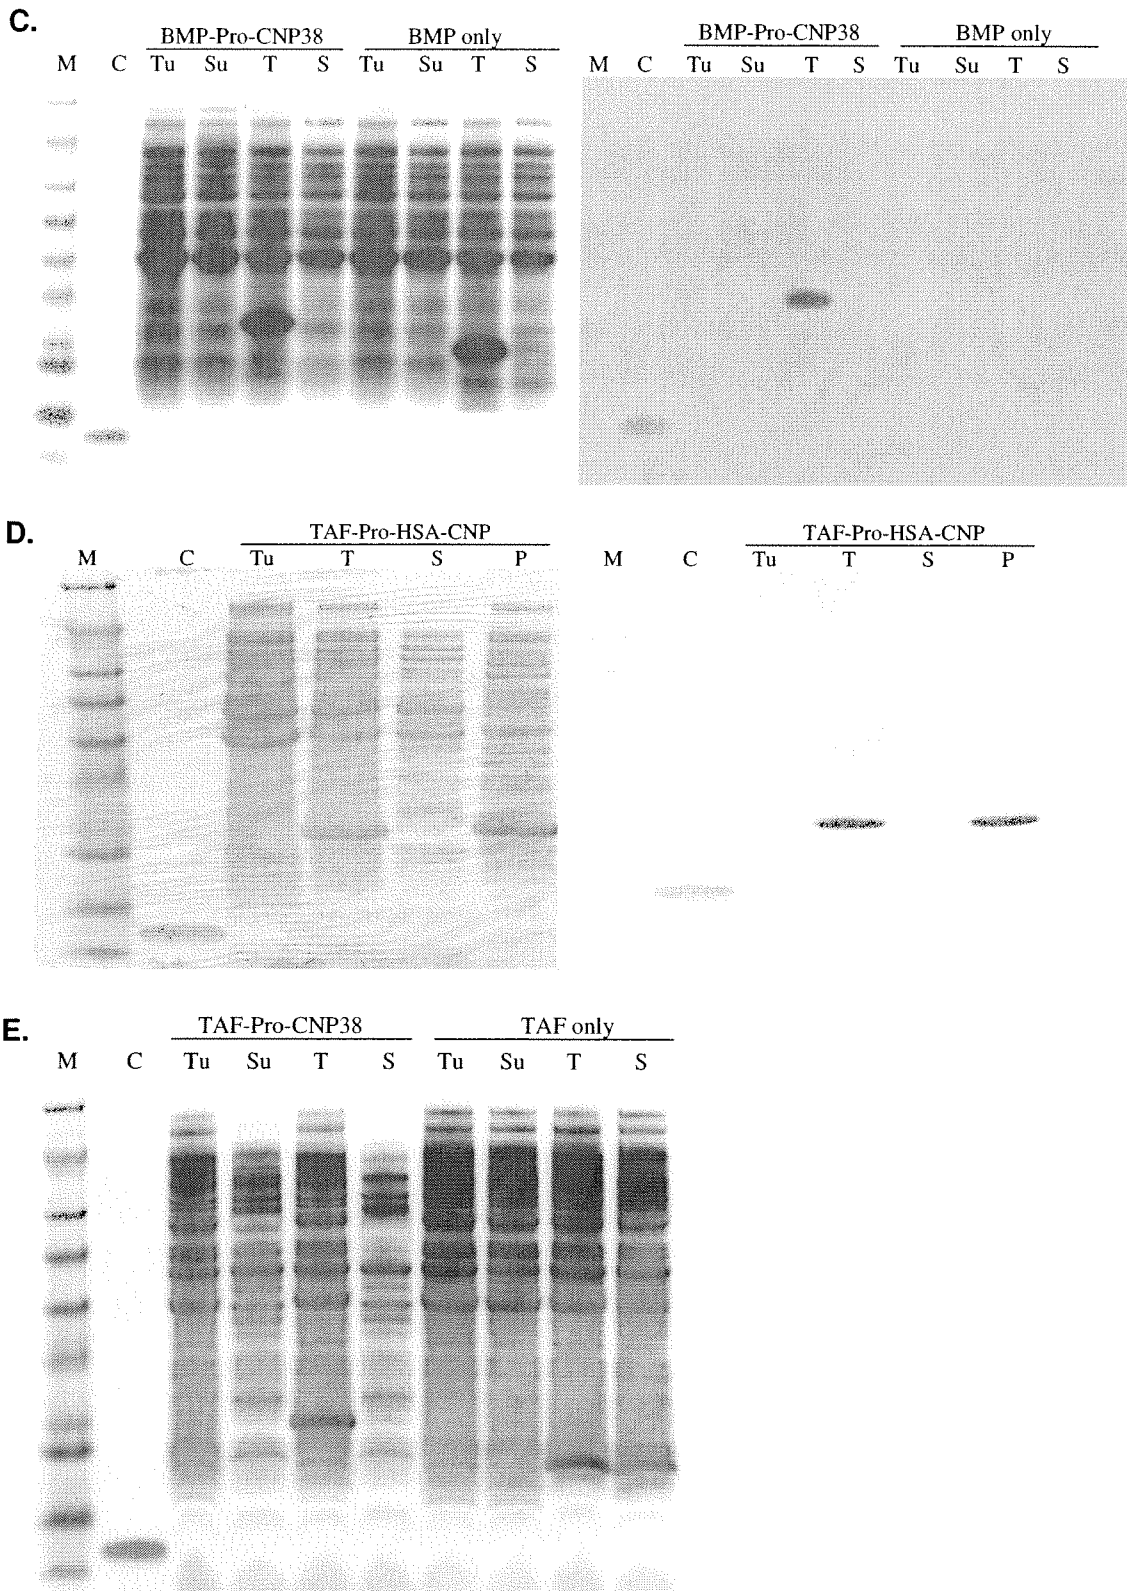 C.
BMP-Pro-CNP38 BMP only BMP-Pro-CNP38 BMP only
M C Tu Su T S Tu Su T S M C Tu Su T S Tu Su T S
D.
TAF-Pro-HSA-CNP TAF-Pro-HSA-CNP
M C Tu T S P M C Tu T S P
E.
TAF-Pro-CNP38 TAF only
M C Tu Su T S Tu Su T S